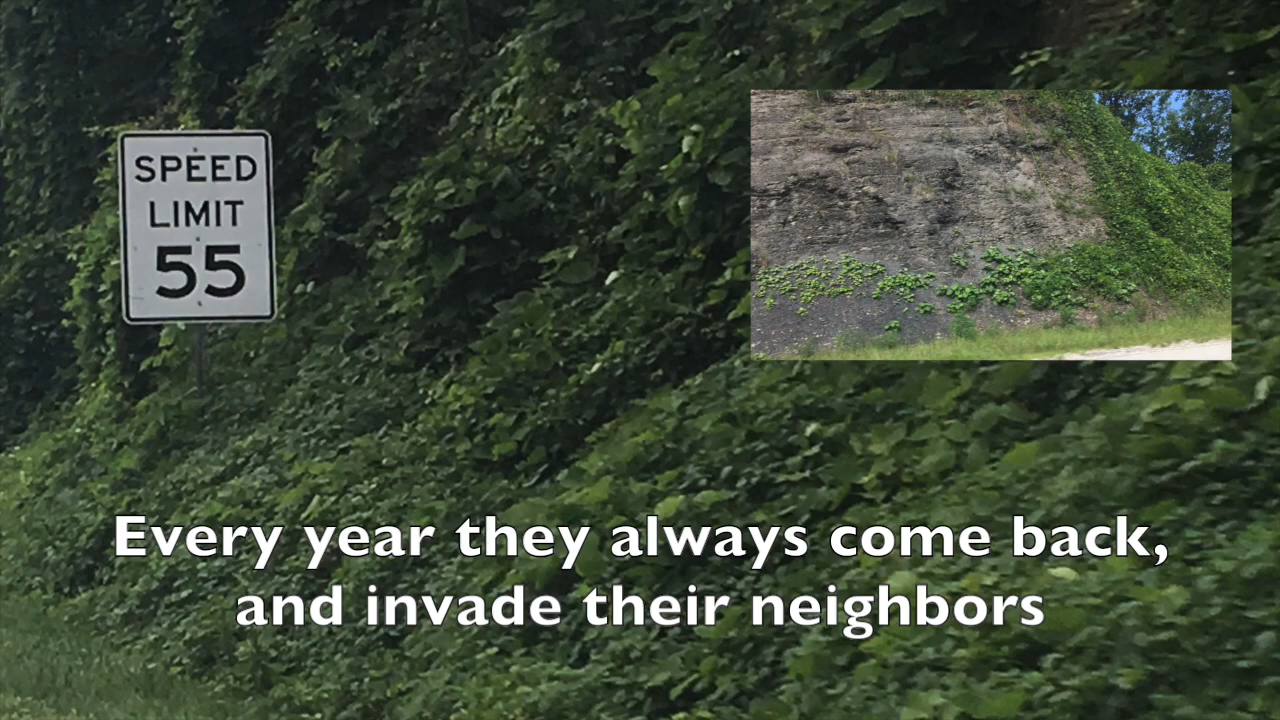 SPEED
LIMIT
55
Every year they always come back,
and invade their neighbors